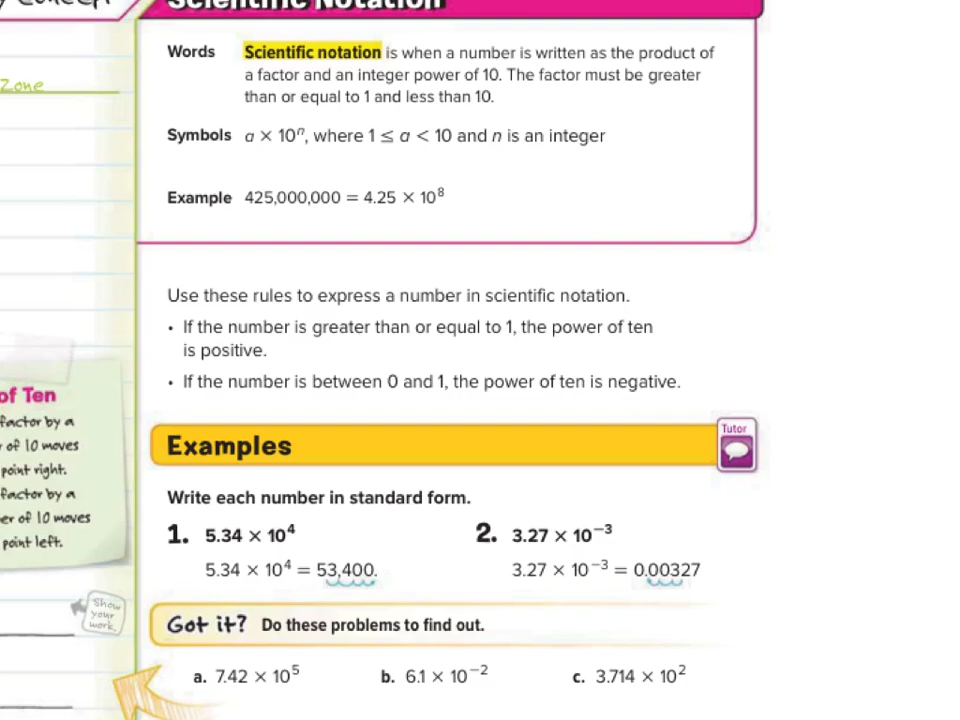 Concept
Scientific Notation
Zone
Words Scientific notation is when a number is written as the product of
a factor and an integer power of 10. The factor must be greater
than or equal to 1 and less than 10.
Symbols a × 10ⁿ, where 1 ≤ a < 10 and n is an integer
Example 425,000,000 = 4.25 × 10⁸
Use these rules to express a number in scientific notation.
• If the number is greater than or equal to 1, the power of ten
is positive.
• If the number is between 0 and 1, the power of ten is negative.
of Ten
factor by a
of 10 moves
point right.
factor by a
er of 10 moves
point left.
Examples
Tutor
Write each number in standard form.
1. 5.34 × 10⁴
5.34 × 10⁴ = 53,400.
2. 3.27 × 10⁻³
3.27 × 10⁻³ = 0.00327
Show
your
work.
Got it? Do these problems to find out.
a. 7.42 × 10⁵ b. 6.1 × 10⁻² c. 3.714 × 10²